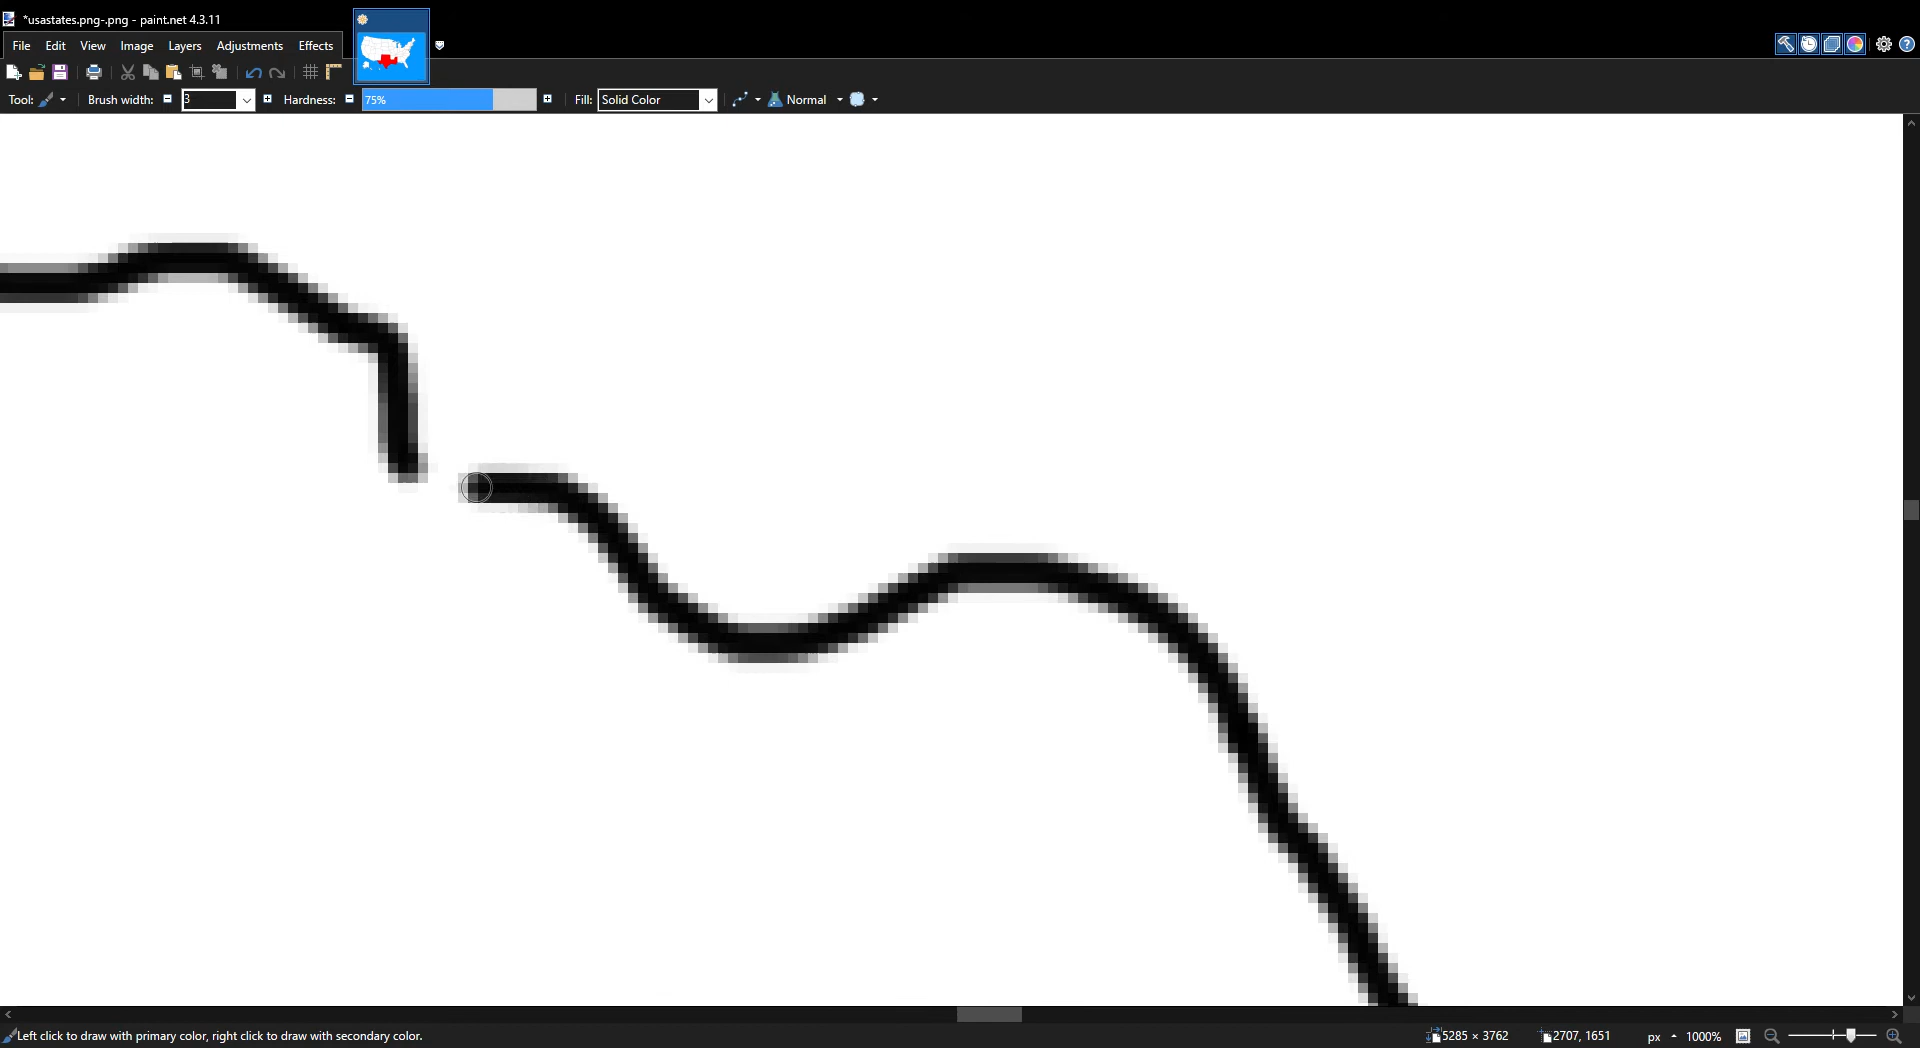 *usastates.png-.png - paint.net 4.3.11
File Edit View Image Layers Adjustments Effects
Tool: Brush width: 3 Hardness: 75% Fill: Solid Color Normal
Left click to draw with primary color, right click to draw with secondary color. 5285 × 3762 2707, 1651 px 1000%